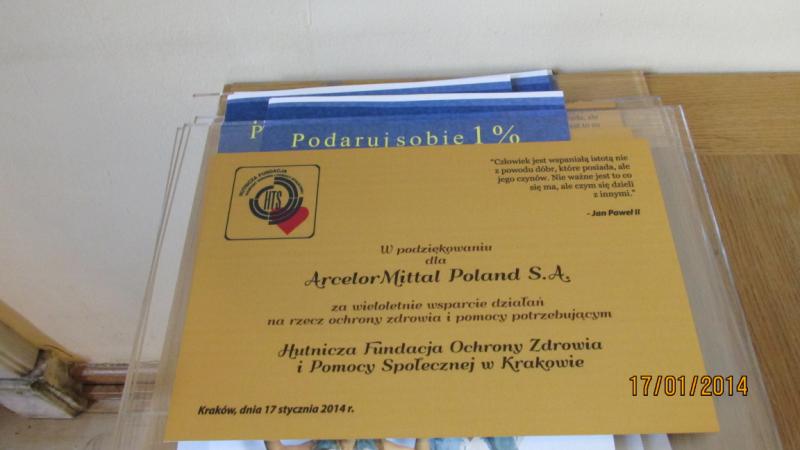 Podaruj sobie 1%
HUTNICZA FUNDACJA
HTS
"Człowiek jest wspaniałą istotą nie
z powodu dóbr, które posiada, ale
jego czynów. Nie ważne jest to co
się ma, ale czym się dzieli
z innymi."
- Jan Paweł II
W podziękowaniu
dla
ArcelorMittal Poland S.A.
za wieloletnie wsparcie działań
na rzecz ochrony zdrowia i pomocy potrzebującym
Hutnicza Fundacja Ochrony Zdrowia
i Pomocy Społecznej w Krakowie
Kraków, dnia 17 stycznia 2014 r.
17/01/2014